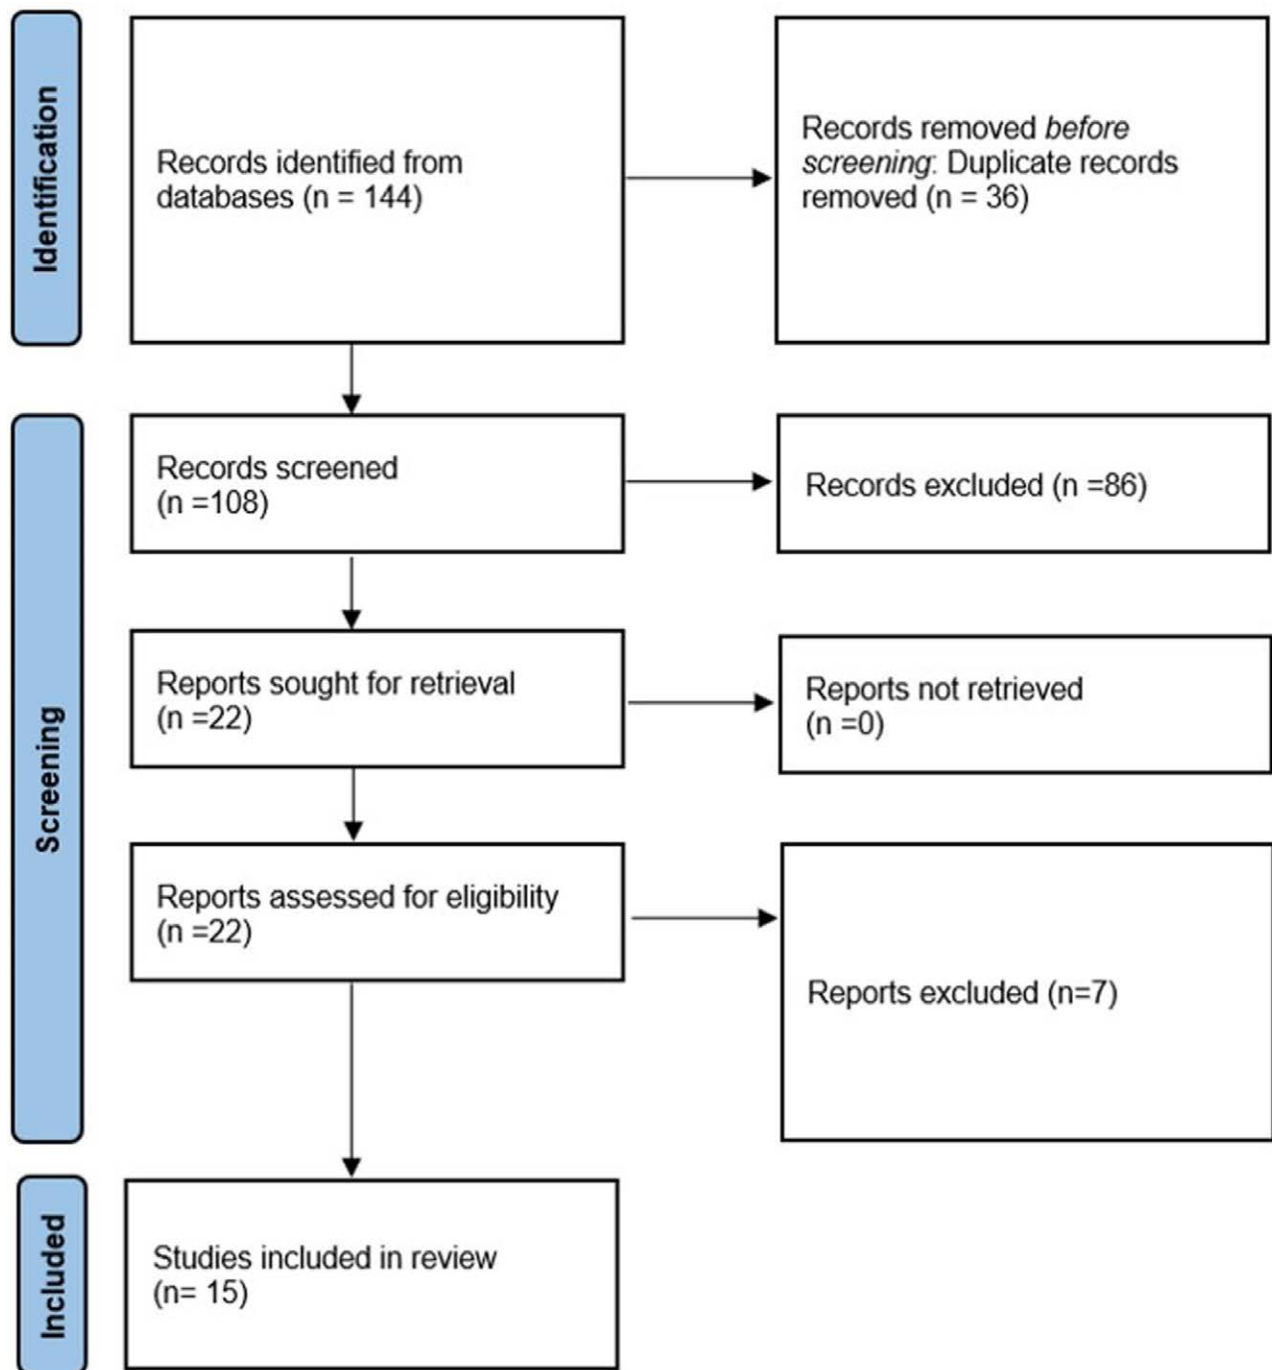 Identification
Records identified from
databases (n = 144)
Records removed before
screening: Duplicate records
removed (n = 36)
Screening
Records screened
(n =108)
Records excluded (n =86)
Reports sought for retrieval
(n =22)
Reports not retrieved
(n =0)
Reports assessed for eligibility
(n =22)
Reports excluded (n=7)
Included
Studies included in review
(n= 15)